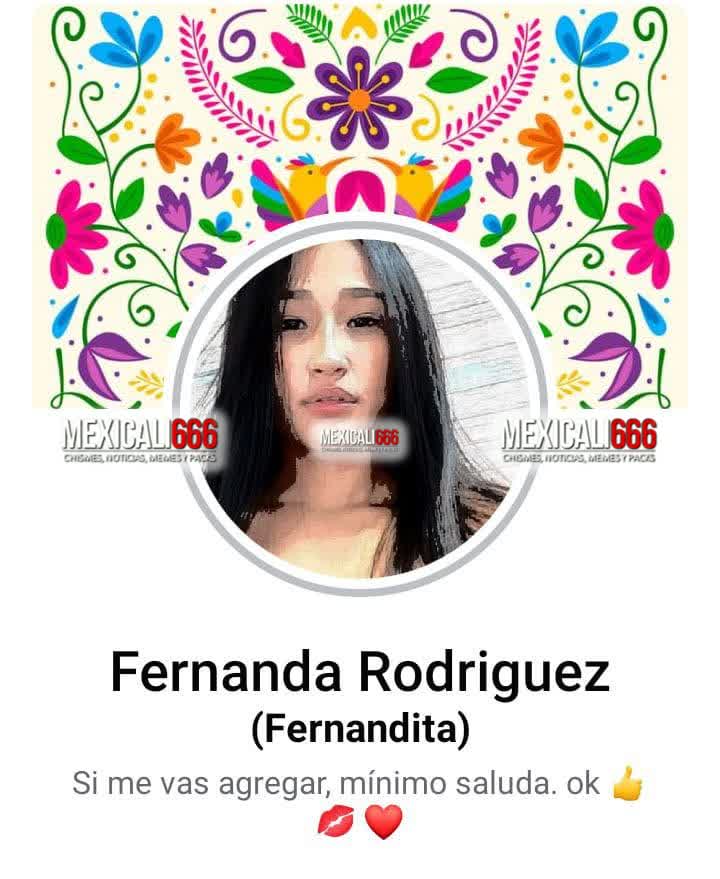 MEXICALI666
CHISMES, NOTICIAS, MEMES Y PACKS
MEXICALI666
MEXICALI666
CHISMES, NOTICIAS, MEMES Y PACKS
Fernanda Rodriguez
(Fernandita)
Si me vas agregar, mínimo saluda. ok 👍
💋 ❤️